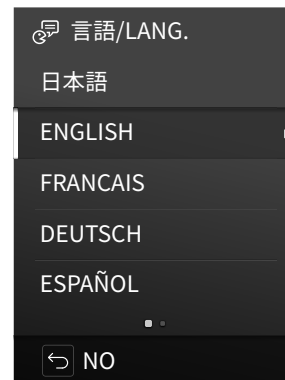 言語/LANG.
日本語
ENGLISH
FRANCAIS
DEUTSCH
ESPAÑOL
NO